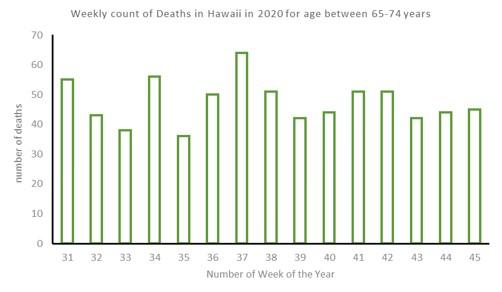 Weekly count of Deaths in Hawaii in 2020 for age between 65-74 years
70
60
50
40
30
20
10
0
number of deaths
31 32 33 34 35 36 37 38 39 40 41 42 43 44 45
Number of Week of the Year